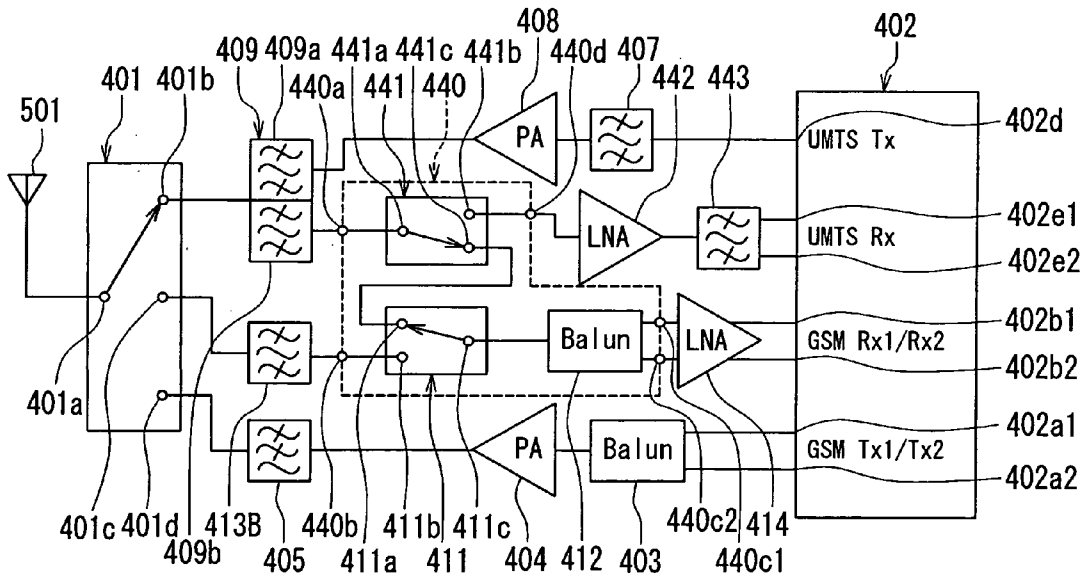 408
409 409a 441a 441c 441b 440d 407 402
401 401b 440a 441 440 442
501 443 402d
PA UMTS Tx
402e1
LNA UMTS Rx
402e2
402b1
Balun LNA GSM Rx1/Rx2
402b2
401a
402a1
PA Balun GSM Tx1/Tx2
402a2
401c 401d 413B 440b 411b 411c 440c2 414
409b 405 411a 411 404 412 403 440c1